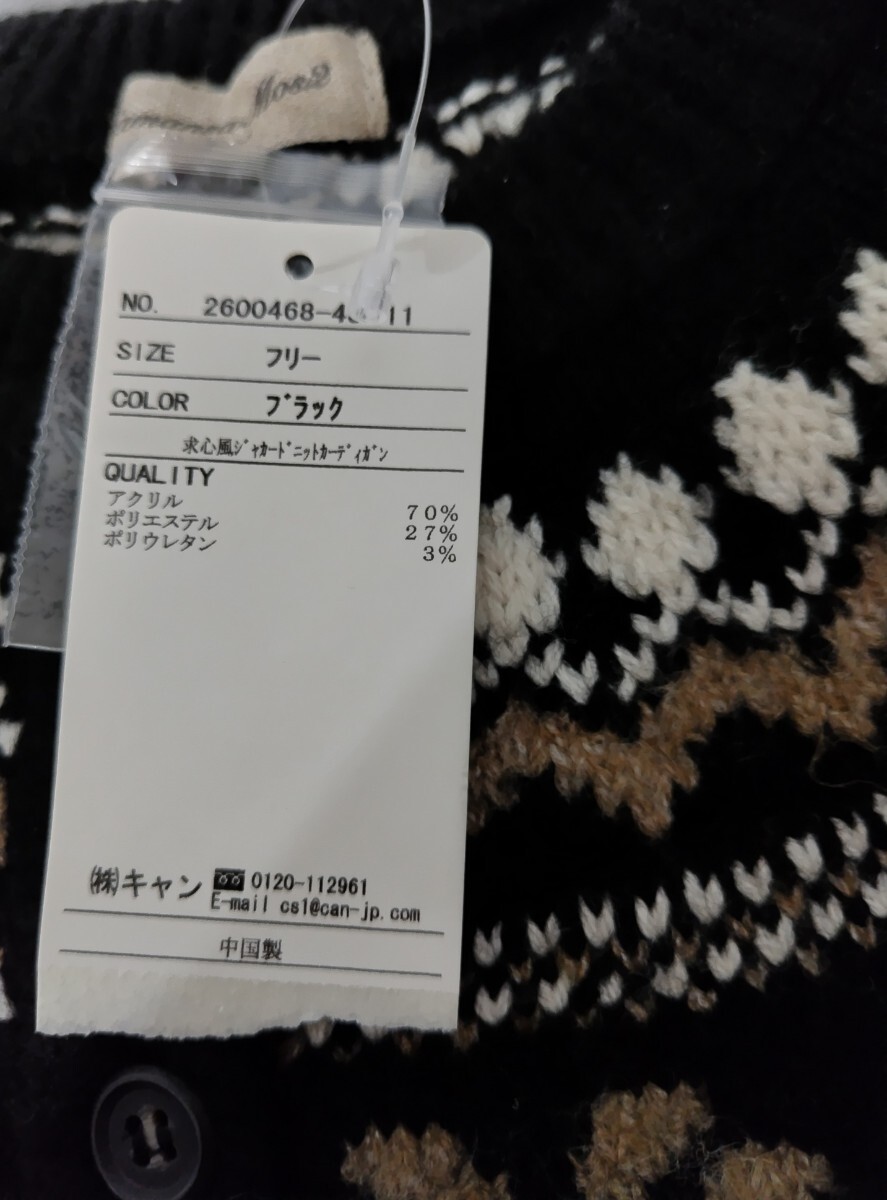 Mos2
NO. 2600468-4 11
SIZE フリー
COLOR ブラック
求心風ｼﾞｬｶｰﾄﾞﾆｯﾄｶｰﾃﾞｨｶﾞﾝ
QUALITY
アクリル 70%
ポリエステル 27%
ポリウレタン 3%
㈱キャン 0120-112961
E-mail cs1@can-jp.com
中国製